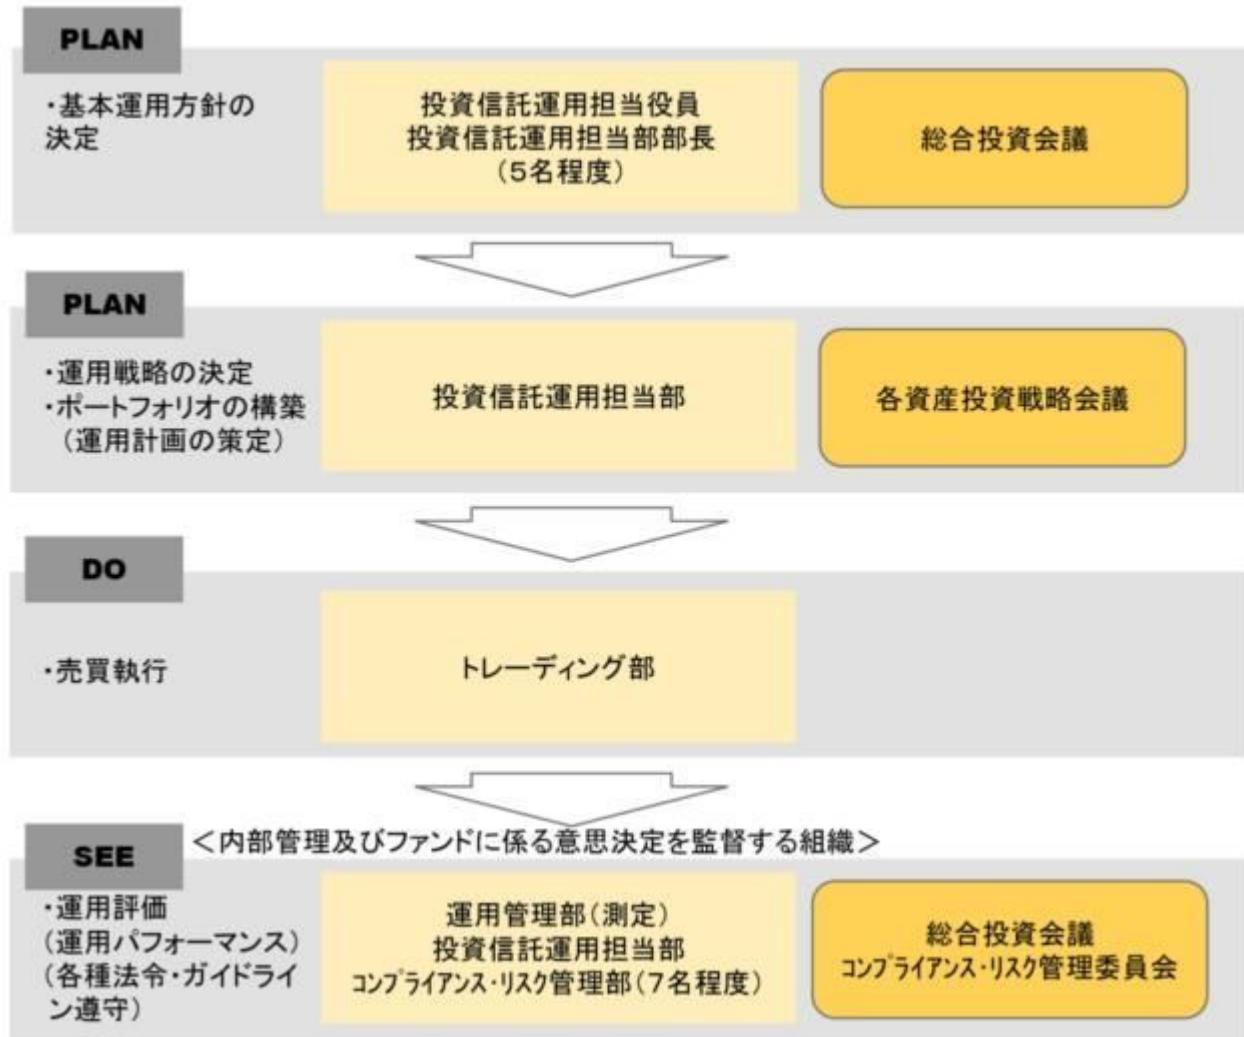 PLAN
・基本運用方針の
決定
投資信託運用担当役員
投資信託運用担当部部長
(5名程度)
総合投資会議
PLAN
・運用戦略の決定
・ポートフォリオの構築
(運用計画の策定)
投資信託運用担当部
各資産投資戦略会議
DO
・売買執行
トレーディング部
SEE
＜内部管理及びファンドに係る意思決定を監督する組織＞
・運用評価
(運用パフォーマンス)
(各種法令・ガイドライ
ン遵守)
運用管理部(測定)
投資信託運用担当部
ｺﾝﾌﾟﾗｲｱﾝｽ・ﾘｽｸ管理部(7名程度)
総合投資会議
ｺﾝﾌﾟﾗｲｱﾝｽ・ﾘｽｸ管理委員会